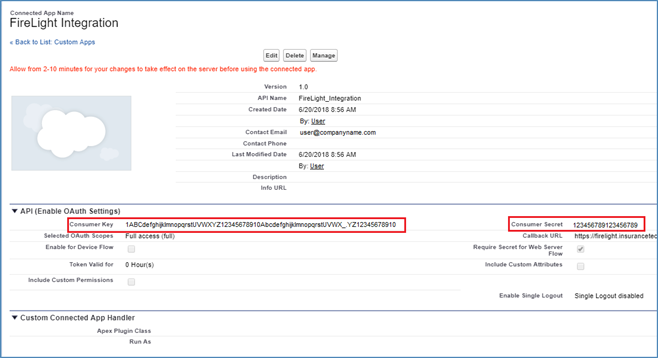 Connected App Name
FireLight Integration
« Back to List: Custom Apps
Edit Delete Manage
Allow from 2-10 minutes for your changes to take effect on the server before using the connected app.
Version 1.0
API Name FireLight_Integration
Created Date 6/20/2018 8:56 AM
By: User
Contact Email user@companyname.com
Contact Phone
Last Modified Date 6/20/2018 8:56 AM
By: User
Description
Info URL
API (Enable OAuth Settings)
Consumer Key 1ABCdefghijklmnopqrstUVWXYZ12345678910AbcdefghijklmnopqrstUVWX_.YZ12345678910 Consumer Secret 123456789123456789
Selected OAuth Scopes Full access (full) Callback URL https://firelight.insurancetec
Enable for Device Flow Require Secret for Web Server Flow
Token Valid for 0 Hour(s) Include Custom Attributes
Include Custom Permissions
Enable Single Logout Single Logout disabled
Custom Connected App Handler
Apex Plugin Class
Run As